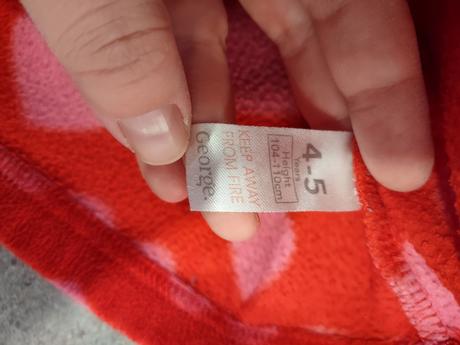 4-5
Years
Height
104-110cm
KEEP AWAY
FROM FIRE
George.